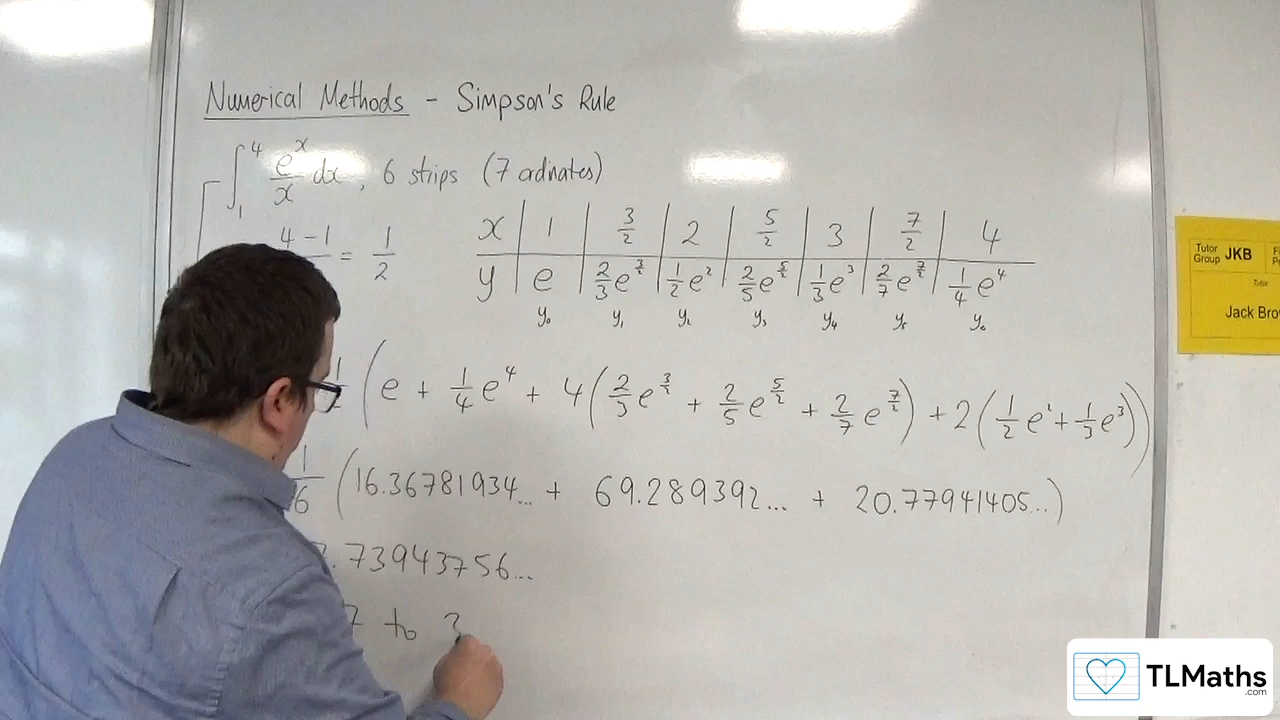 Numerical Methods - Simpson's Rule
∫₁⁴ eˣ/x dx, 6 strips (7 ordinates)
4-1 = 1/2
x | 1 | 3/2 | 2 | 5/2 | 3 | 7/2 | 4
y | e | 2/3 e^(3/2) | 1/2 e² | 2/5 e^(5/2) | 1/3 e³ | 2/7 e^(7/2) | 1/4 e⁴
y₀ y₁ y₂ y₃ y₄ y₅ y₆
(e + 1/4 e⁴ + 4(2/3 e^(3/2) + 2/5 e^(5/2) + 2/7 e^(7/2)) + 2(1/2 e² + 1/3 e³))
1/6 (16.36781934... + 69.289392... + 20.77941405...)
.73943756...
to 3
Tutor Group JKB
Tutor
Jack Bro
TLMaths
.com